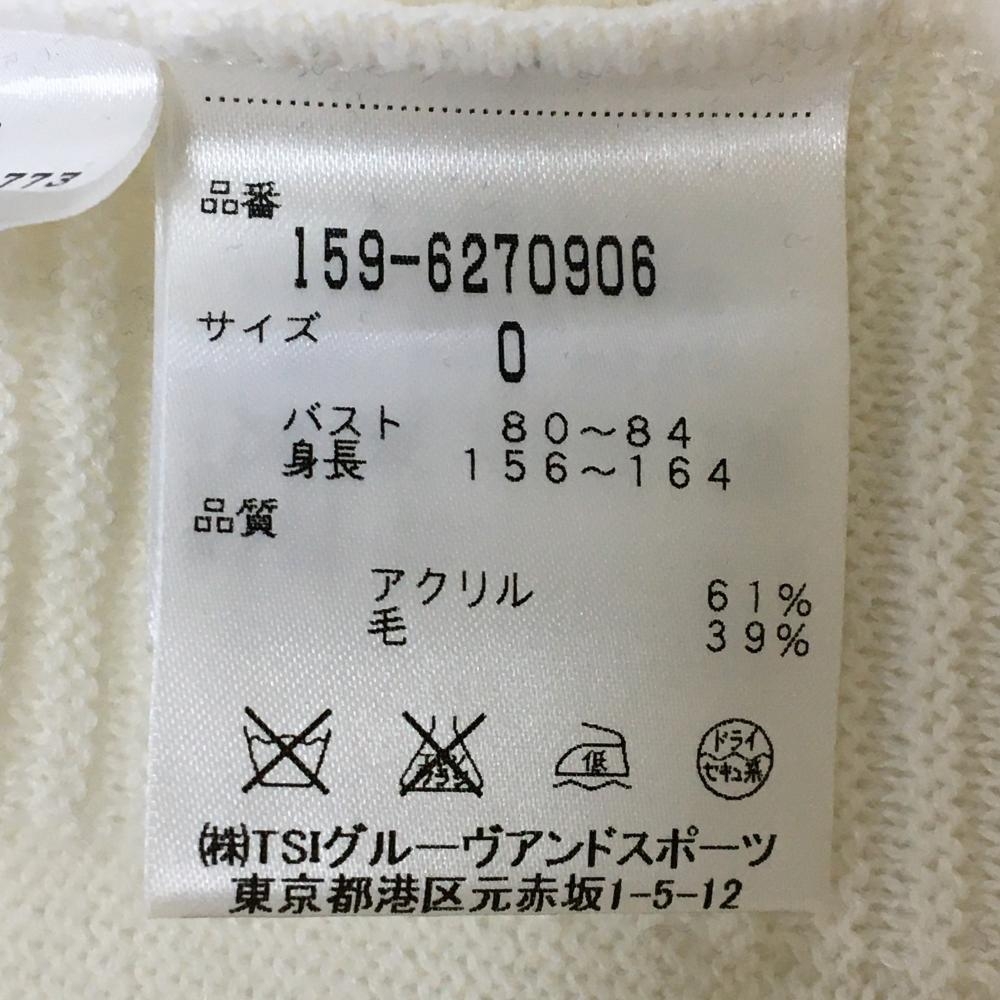 773
品番
159-6270906
サイズ 0
バスト 80～84
身長 156～164
品質
アクリル 61%
毛 39%
低 ドライ
セキユ系
㈱TSIグルーヴアンドスポーツ
東京都港区元赤坂1-5-12